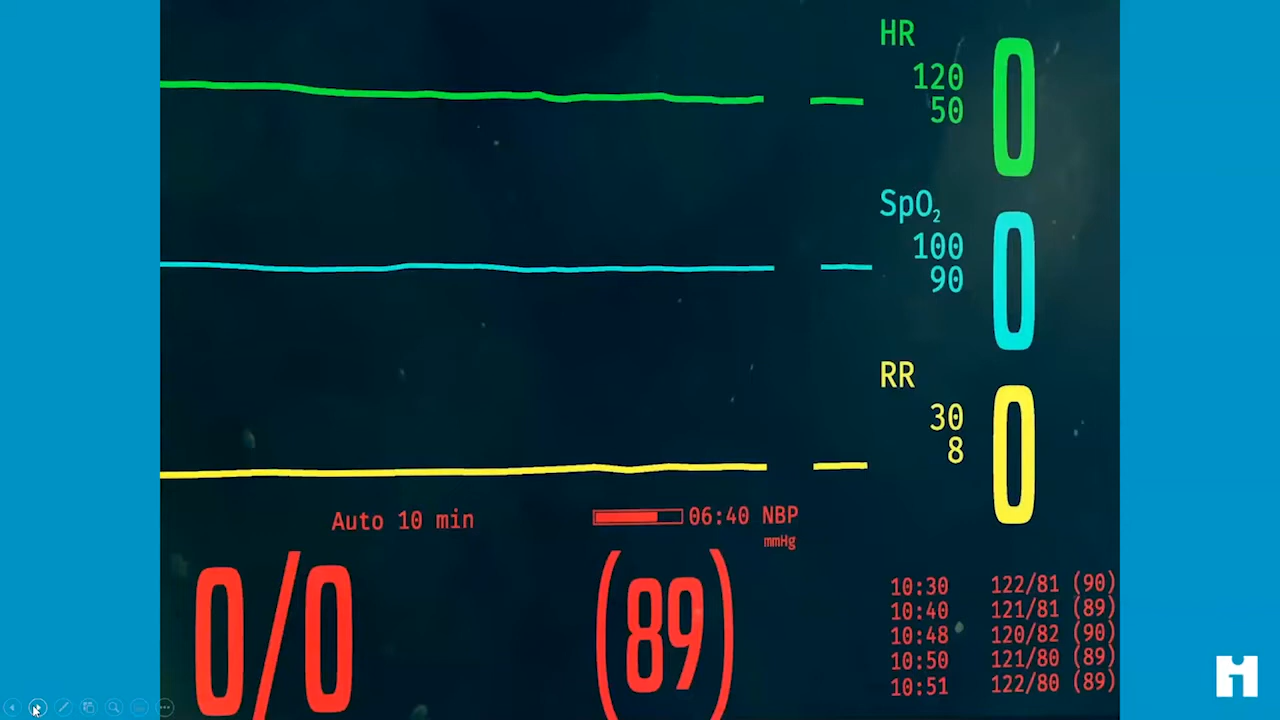 HR
120
50
0
SpO₂
100
90
0
RR
30
8
0
Auto 10 min
06:40 NBP
mmHg
0/0
(89)
10:30 122/81 (90)
10:40 121/81 (89)
10:48 120/82 (90)
10:50 121/80 (89)
10:51 122/80 (89)